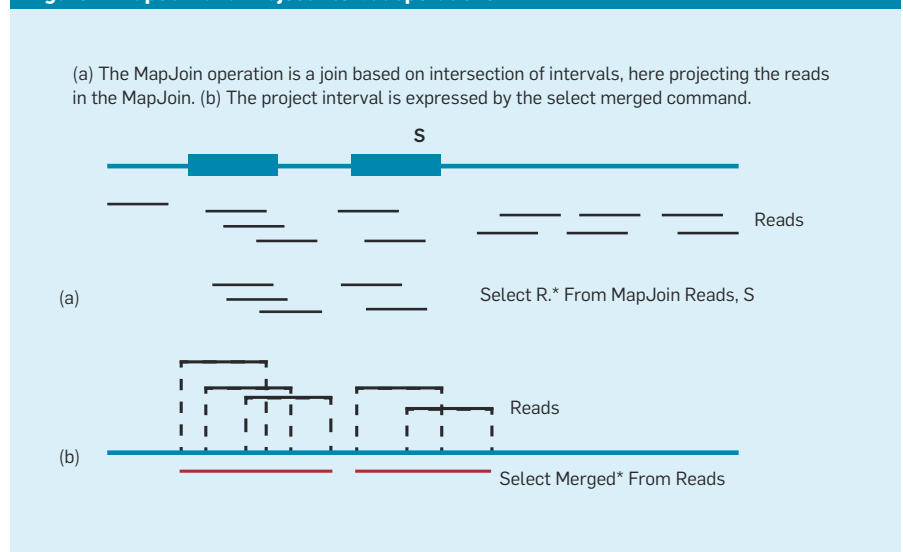 (a) The MapJoin operation is a join based on intersection of intervals, here projecting the reads
in the MapJoin. (b) The project interval is expressed by the select merged command.
S
Reads
(a)
Select R.* From MapJoin Reads, S
Reads
(b)
Select Merged* From Reads